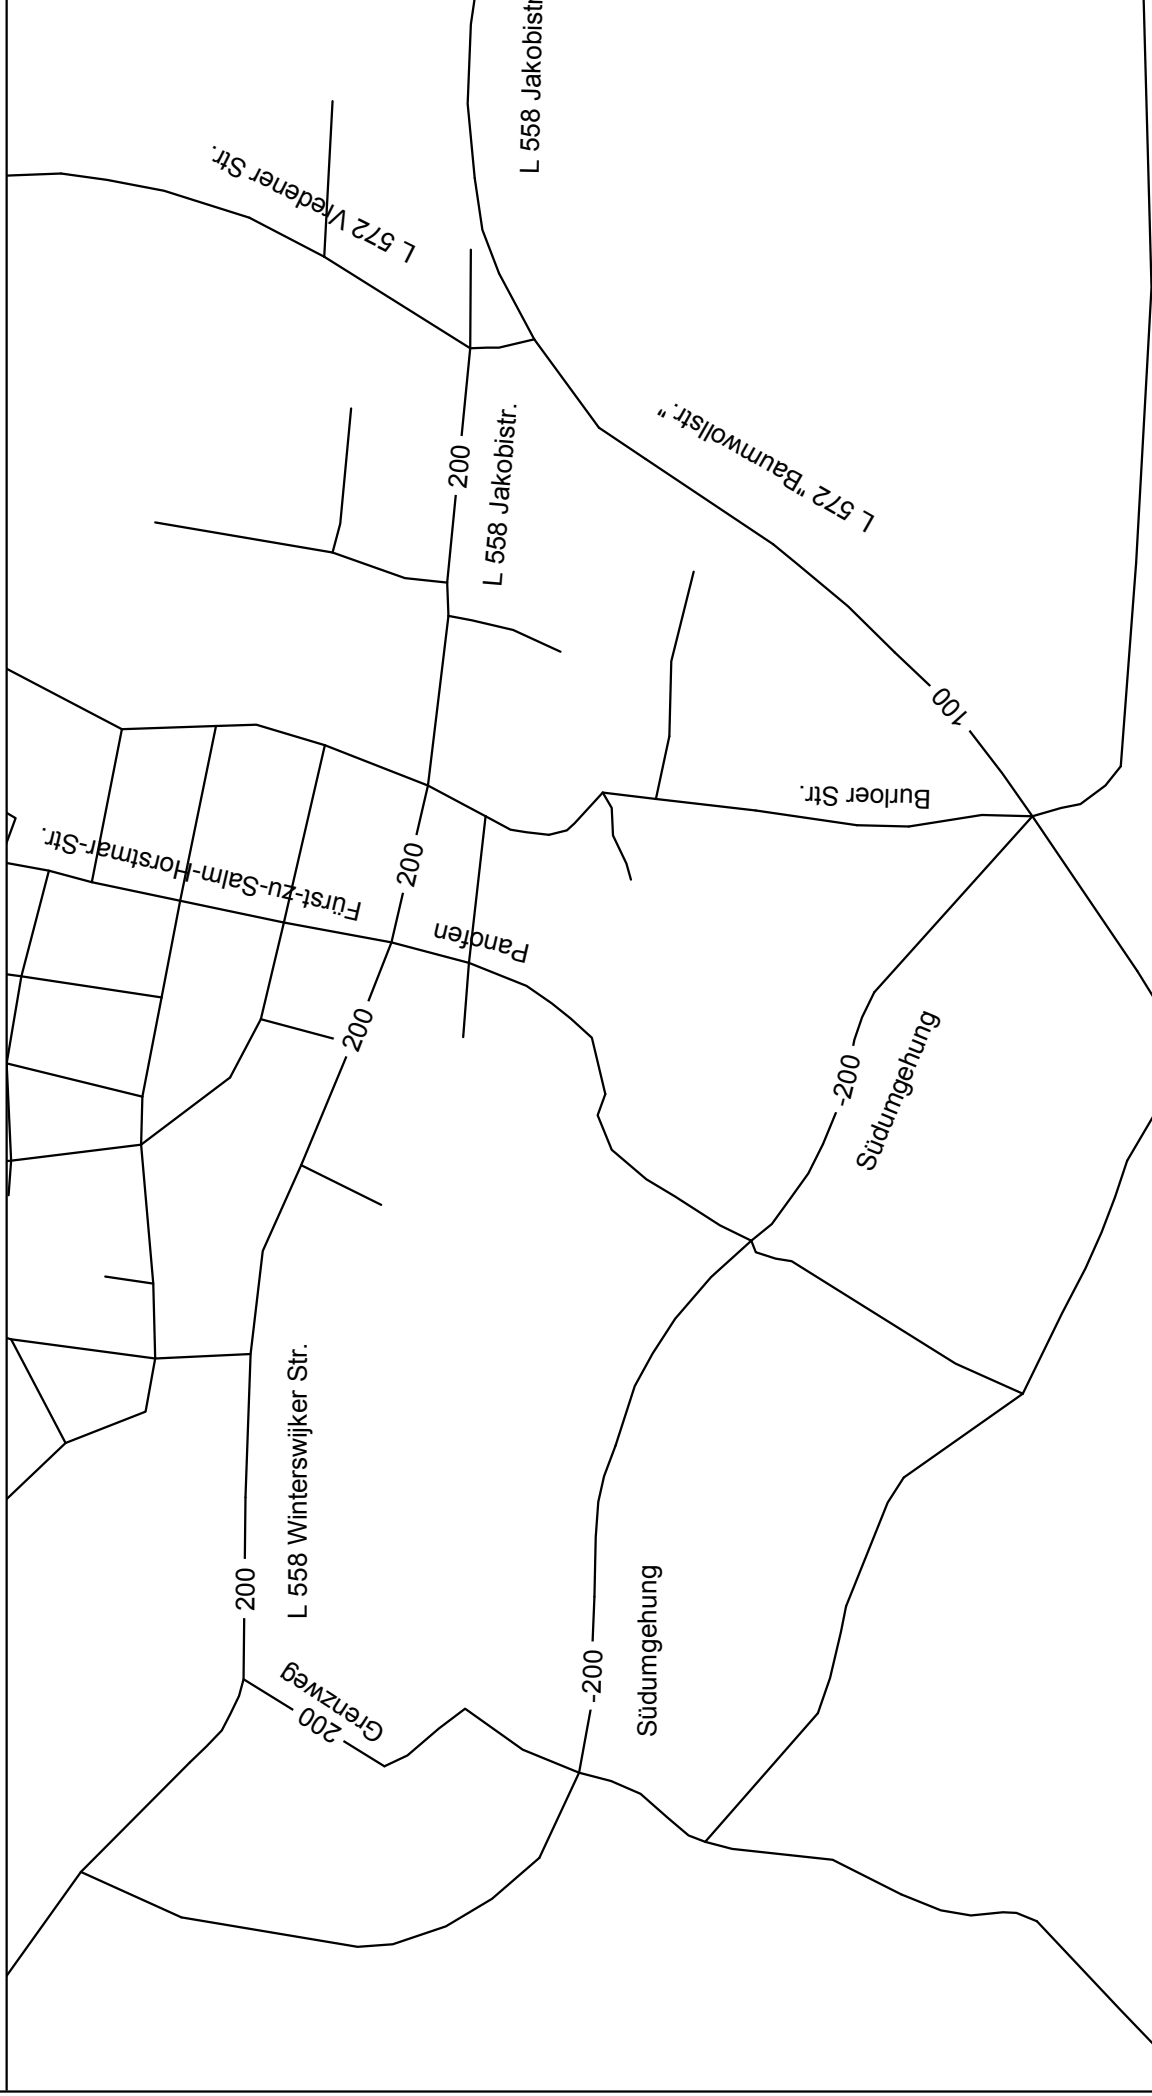 L 558 Jakobistr
L 572 Vredener Str.
200
L 558 Jakobistr.
L 572 "Baumwollstr."
100
Burloer Str.
Fürst-zu-Salm-Horstmar-Str.
200
Panofen
200
-200
Südumgehung
L 558 Winterswijker Str.
200
Grenzweg
200
-200
Südumgehung